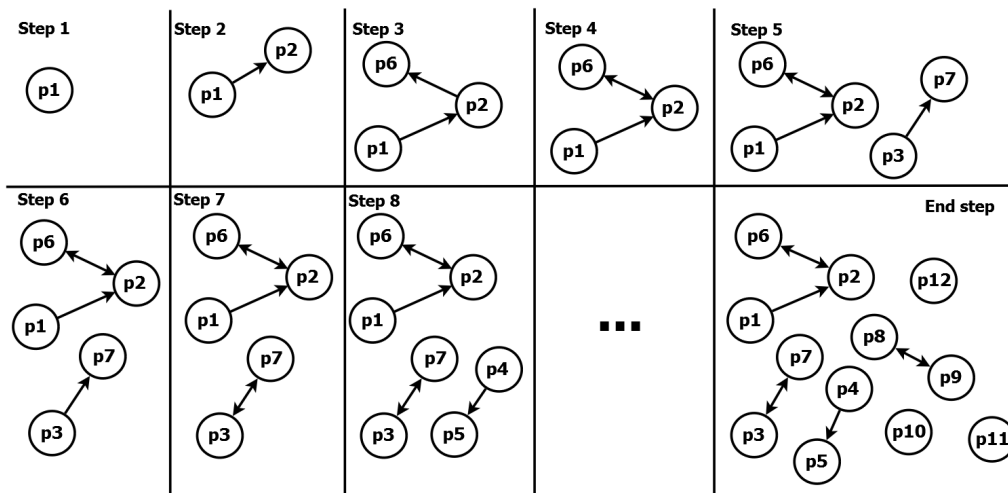 Step 1
p1
Step 2
p2
p1
Step 3
p6
p2
p1
Step 4
p6
p2
p1
Step 5
p6
p7
p2
p1
p3
Step 6
p6
p2
p1
p7
p3
Step 7
p6
p2
p1
p7
p3
Step 8
p6
p2
p1
p7
p4
p3
p5
...
End step
p6
p2
p12
p1
p8
p7
p9
p4
p3
p10
p11
p5